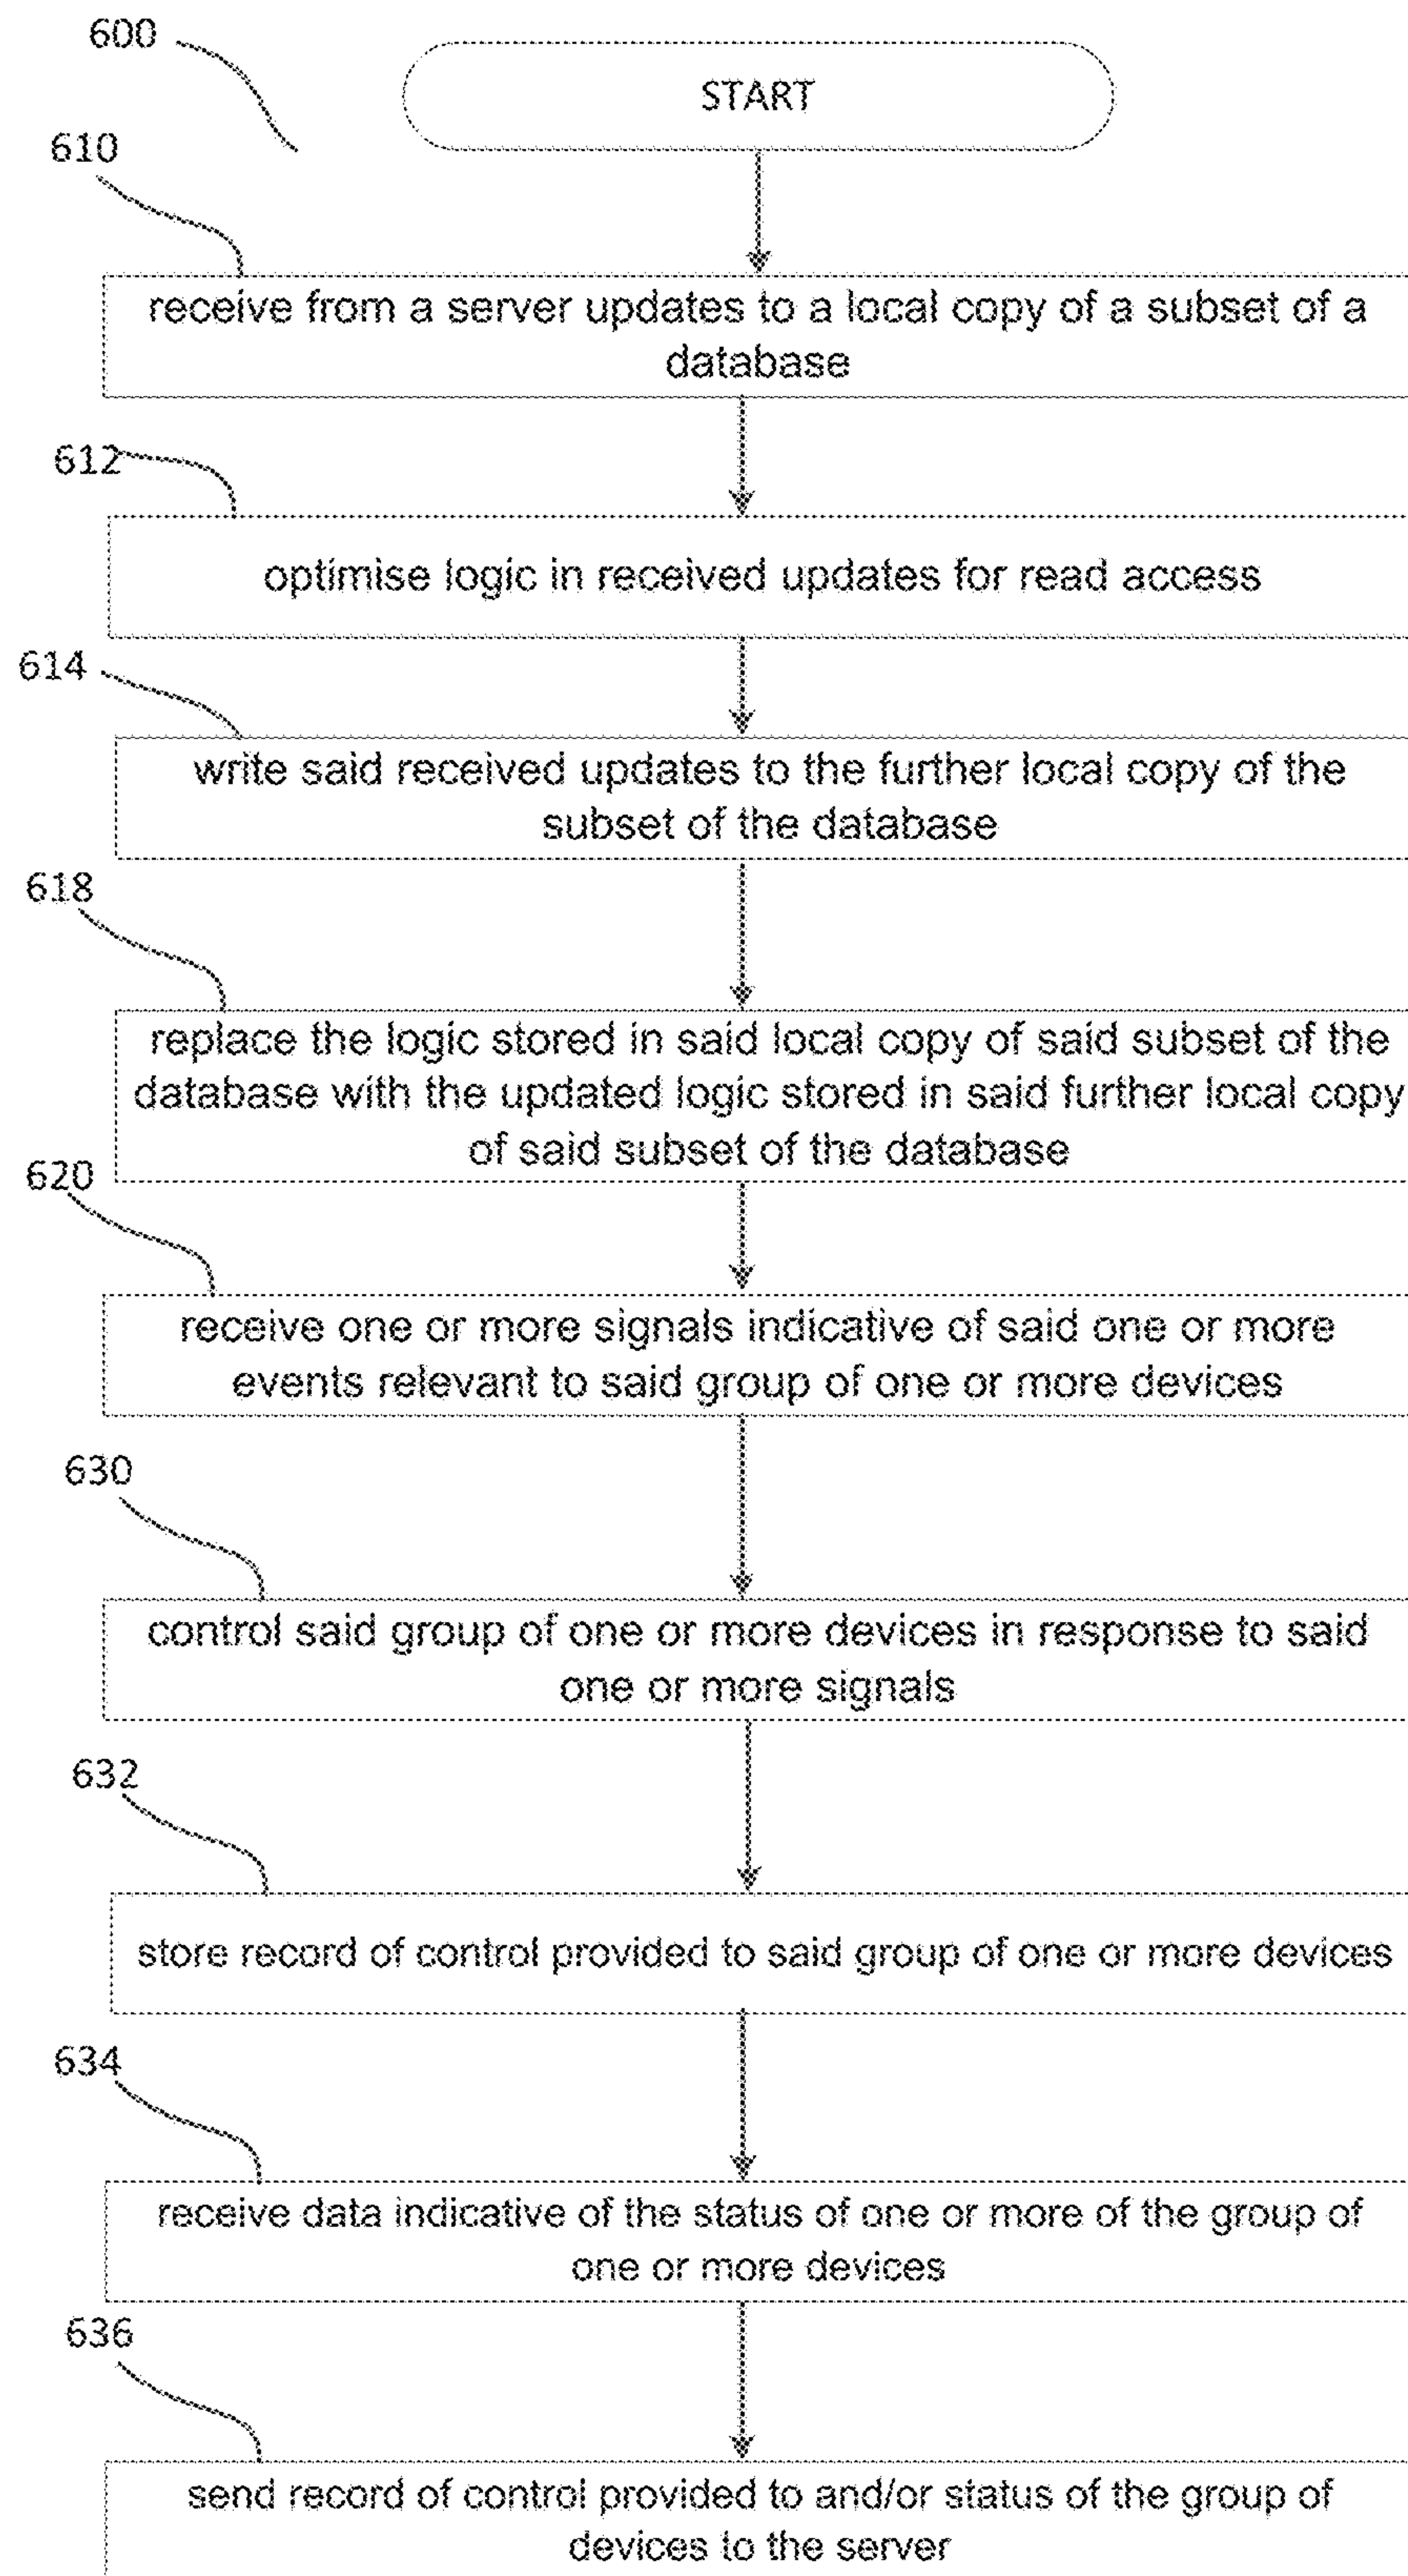 600
START
610
receive from a server updates to a local copy of a subset of a
database
612
optimise logic in received updates for read access
614
write said received updates to the further local copy of the
subset of the database
618
replace the logic stored in said local copy of said subset of the
database with the updated logic stored in said further local copy
of said subset of the database
620
receive one or more signals indicative of said one or more
events relevant to said group of one or more devices
630
control said group of one or more devices in response to said
one or more signals
632
store record of control provided to said group of one or more devices
634
receive data indicative of the status of one or more of the group of
one or more devices
636
send record of control provided to and/or status of the group of
devices to the server